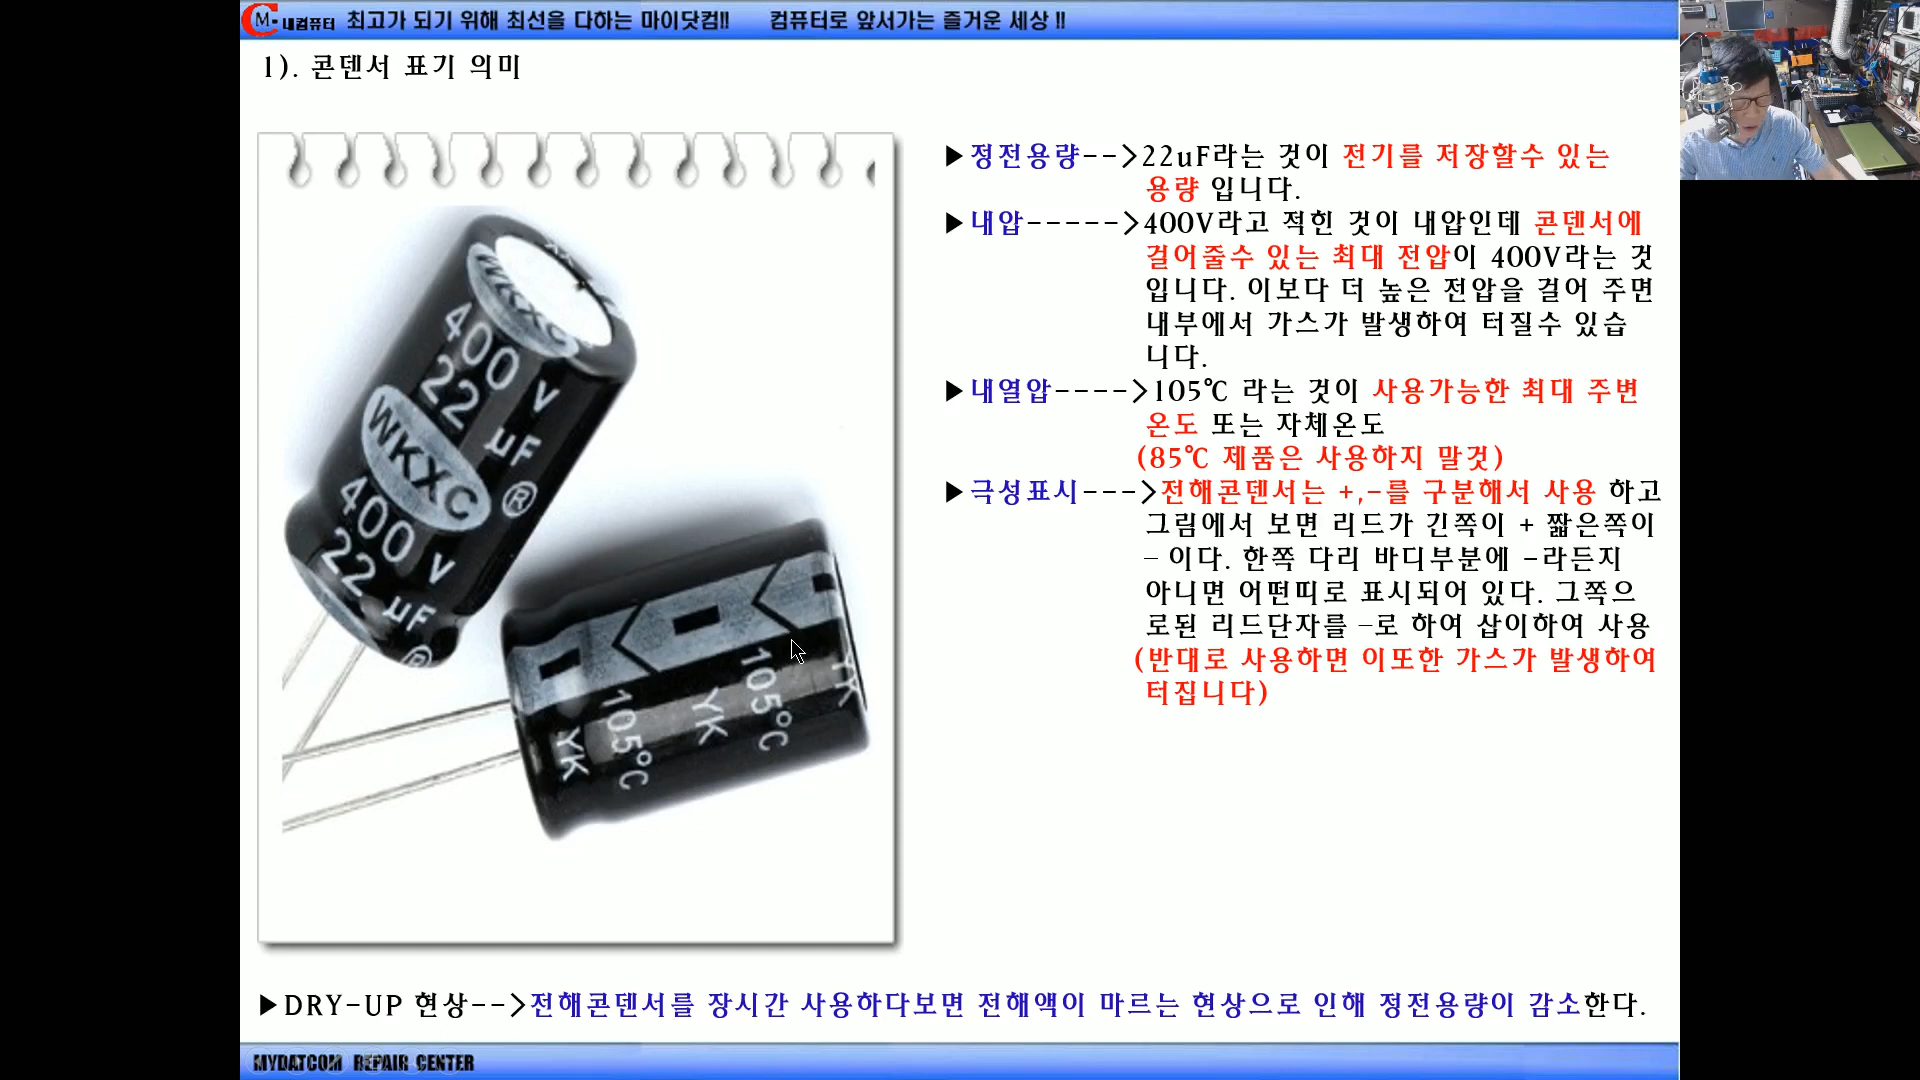 CM. 내컴퓨터 최고가 되기 위해 최선을 다하는 마이닷컴!! 컴퓨터로 앞서가는 즐거운 세상 !!
1). 콘덴서 표기 의미
WKXC
400 V
22 µF
WKXC ®
400 V
22 µF
®
105℃
YK
105℃
YK
YK
▶정전용량-->22uF라는 것이 전기를 저장할수 있는
용량 입니다.
▶내압----->400V라고 적힌 것이 내압인데 콘덴서에
걸어줄수 있는 최대 전압이 400V라는 것
입니다. 이보다 더 높은 전압을 걸어 주면
내부에서 가스가 발생하여 터질수 있습
니다.
▶내열압---->105℃ 라는 것이 사용가능한 최대 주변
온도 또는 자체온도
(85℃ 제품은 사용하지 말것)
▶극성표시--->전해콘덴서는 +,-를 구분해서 사용 하고
그림에서 보면 리드가 긴쪽이 + 짧은쪽이
- 이다. 한쪽 다리 바디부분에 -라든지
아니면 어떤띠로 표시되어 있다. 그쪽으
로된 리드단자를 -로 하여 삽이하여 사용
(반대로 사용하면 이또한 가스가 발생하여
터집니다)
▶DRY-UP 현상-->전해콘덴서를 장시간 사용하다보면 전해액이 마르는 현상으로 인해 정전용량이 감소한다.
MYDATCOM REPAIR CENTER